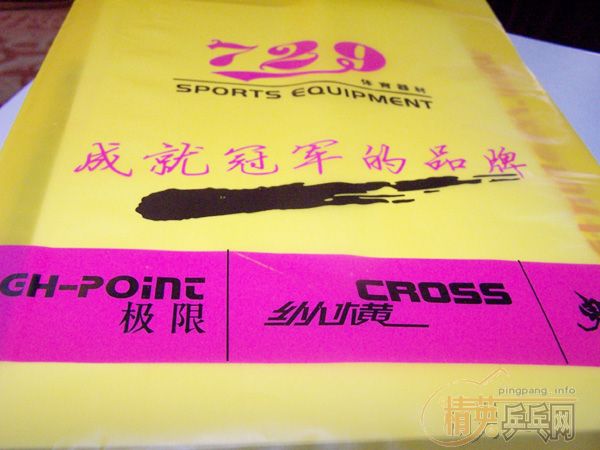 729
体育器材
SPORTS EQUIPMENT
成就冠军的品牌
GH-POINT
极限
CROSS
纵横
pingpang.info
精英乒乓网